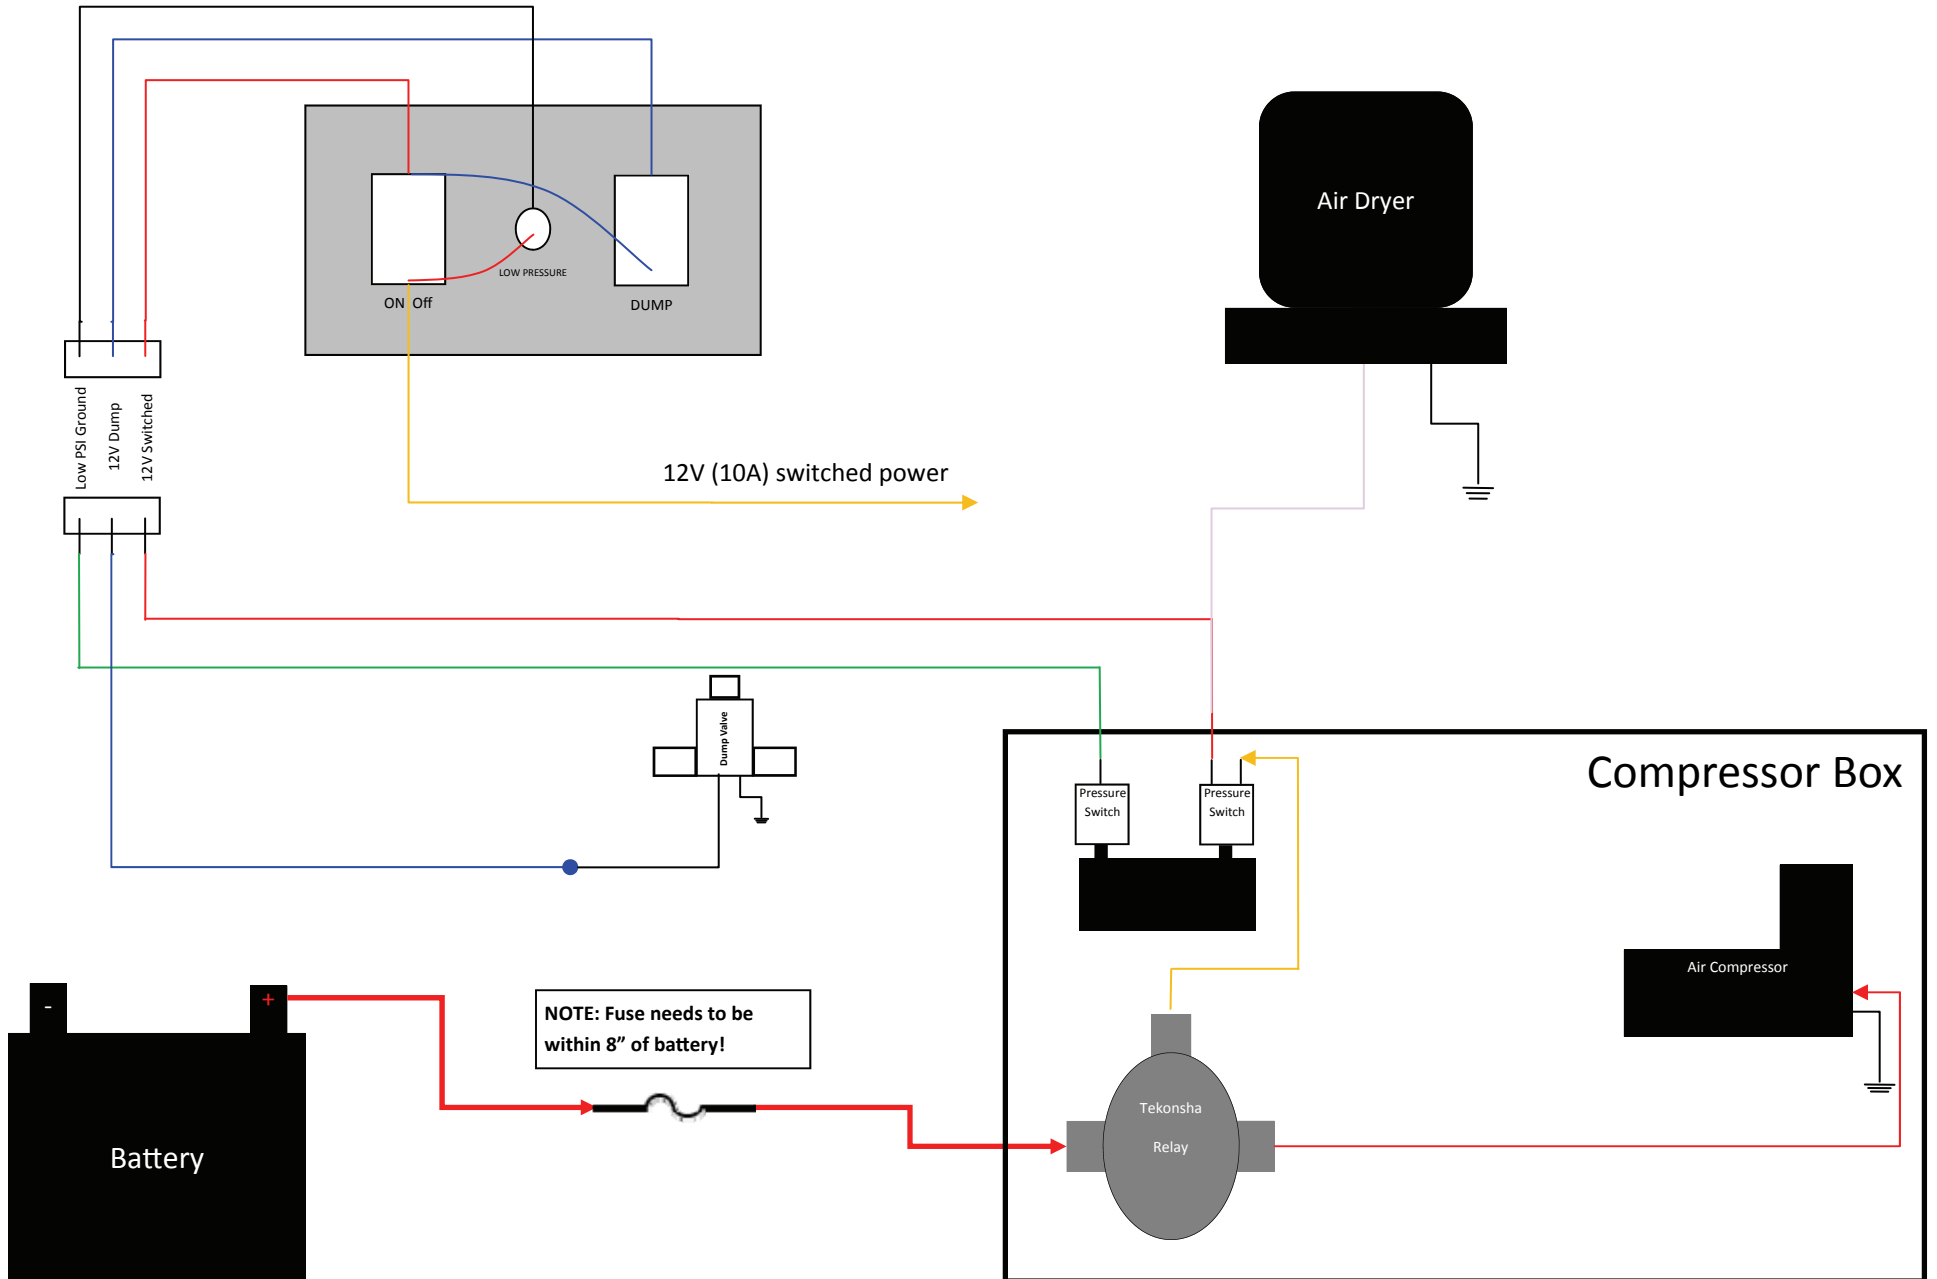 Air Dryer
LOW PRESSURE
ON Off
DUMP
Low PSI Ground
12V Dump
12V Switched
12V (10A) switched power
Dump Valve
Compressor Box
Pressure
Switch
Pressure
Switch
Air Compressor
-
+
NOTE: Fuse needs to be
within 8” of battery!
Tekonsha
Relay
Battery